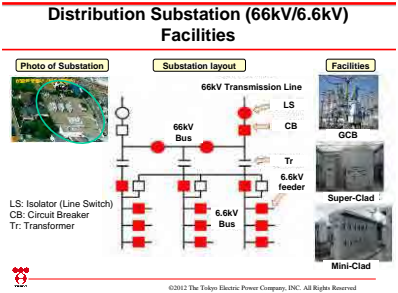 Distribution Substation (66kV/6.6kV)
Facilities
Photo of Substation
Substation layout
Facilities
66kV Transmission Line
LS
CB
GCB
66kV
Bus
Tr
6.6kV
feeder
Super-Clad
LS: Isolator (Line Switch)
CB: Circuit Breaker
Tr: Transformer
6.6kV
Bus
Mini-Clad
©2012 The Tokyo Electric Power Company, INC. All Rights Reserved